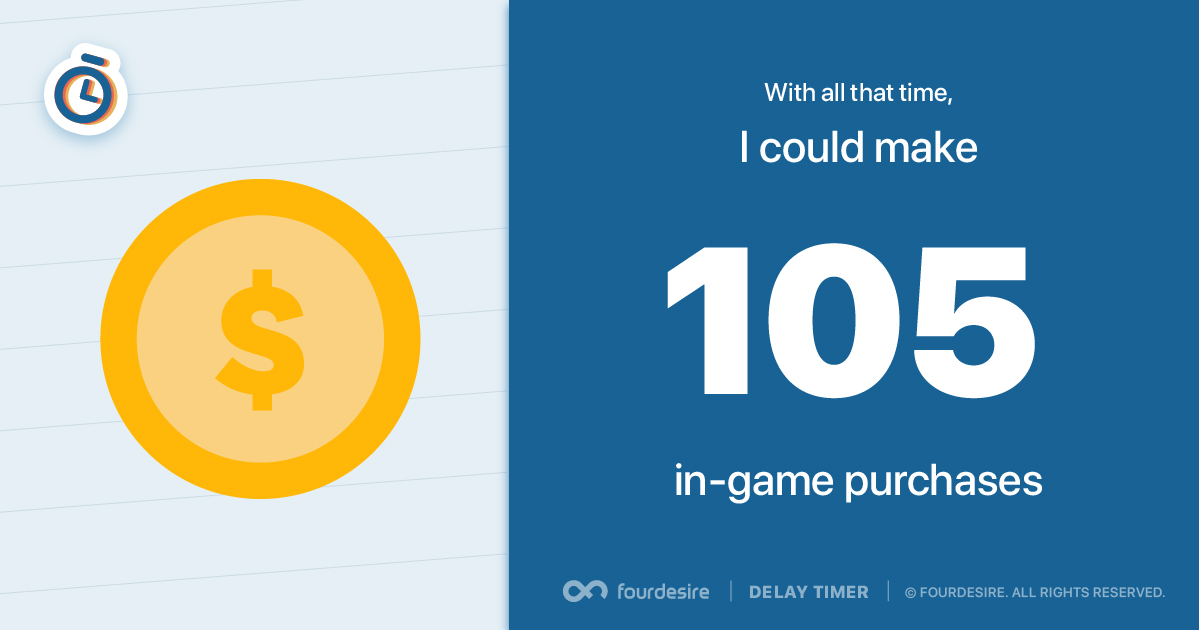 $
With all that time,
I could make
105
in-game purchases
fourdesire | DELAY TIMER | © FOURDESIRE. ALL RIGHTS RESERVED.